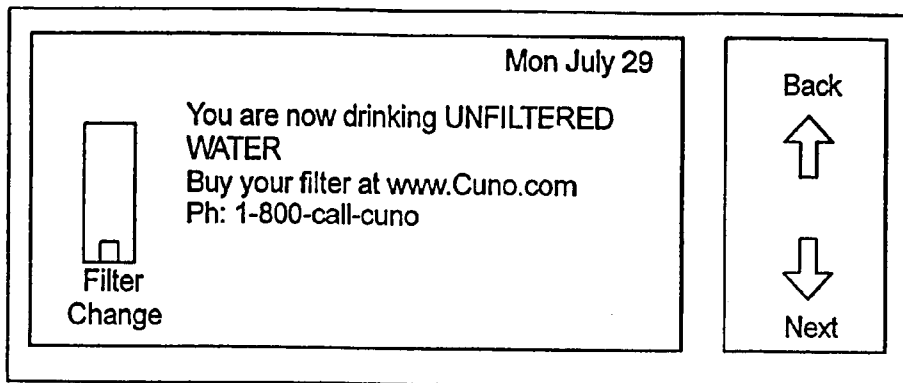 Mon July 29
You are now drinking UNFILTERED
WATER
Buy your filter at www.Cuno.com
Ph: 1-800-call-cuno
Filter
Change
Back
Next